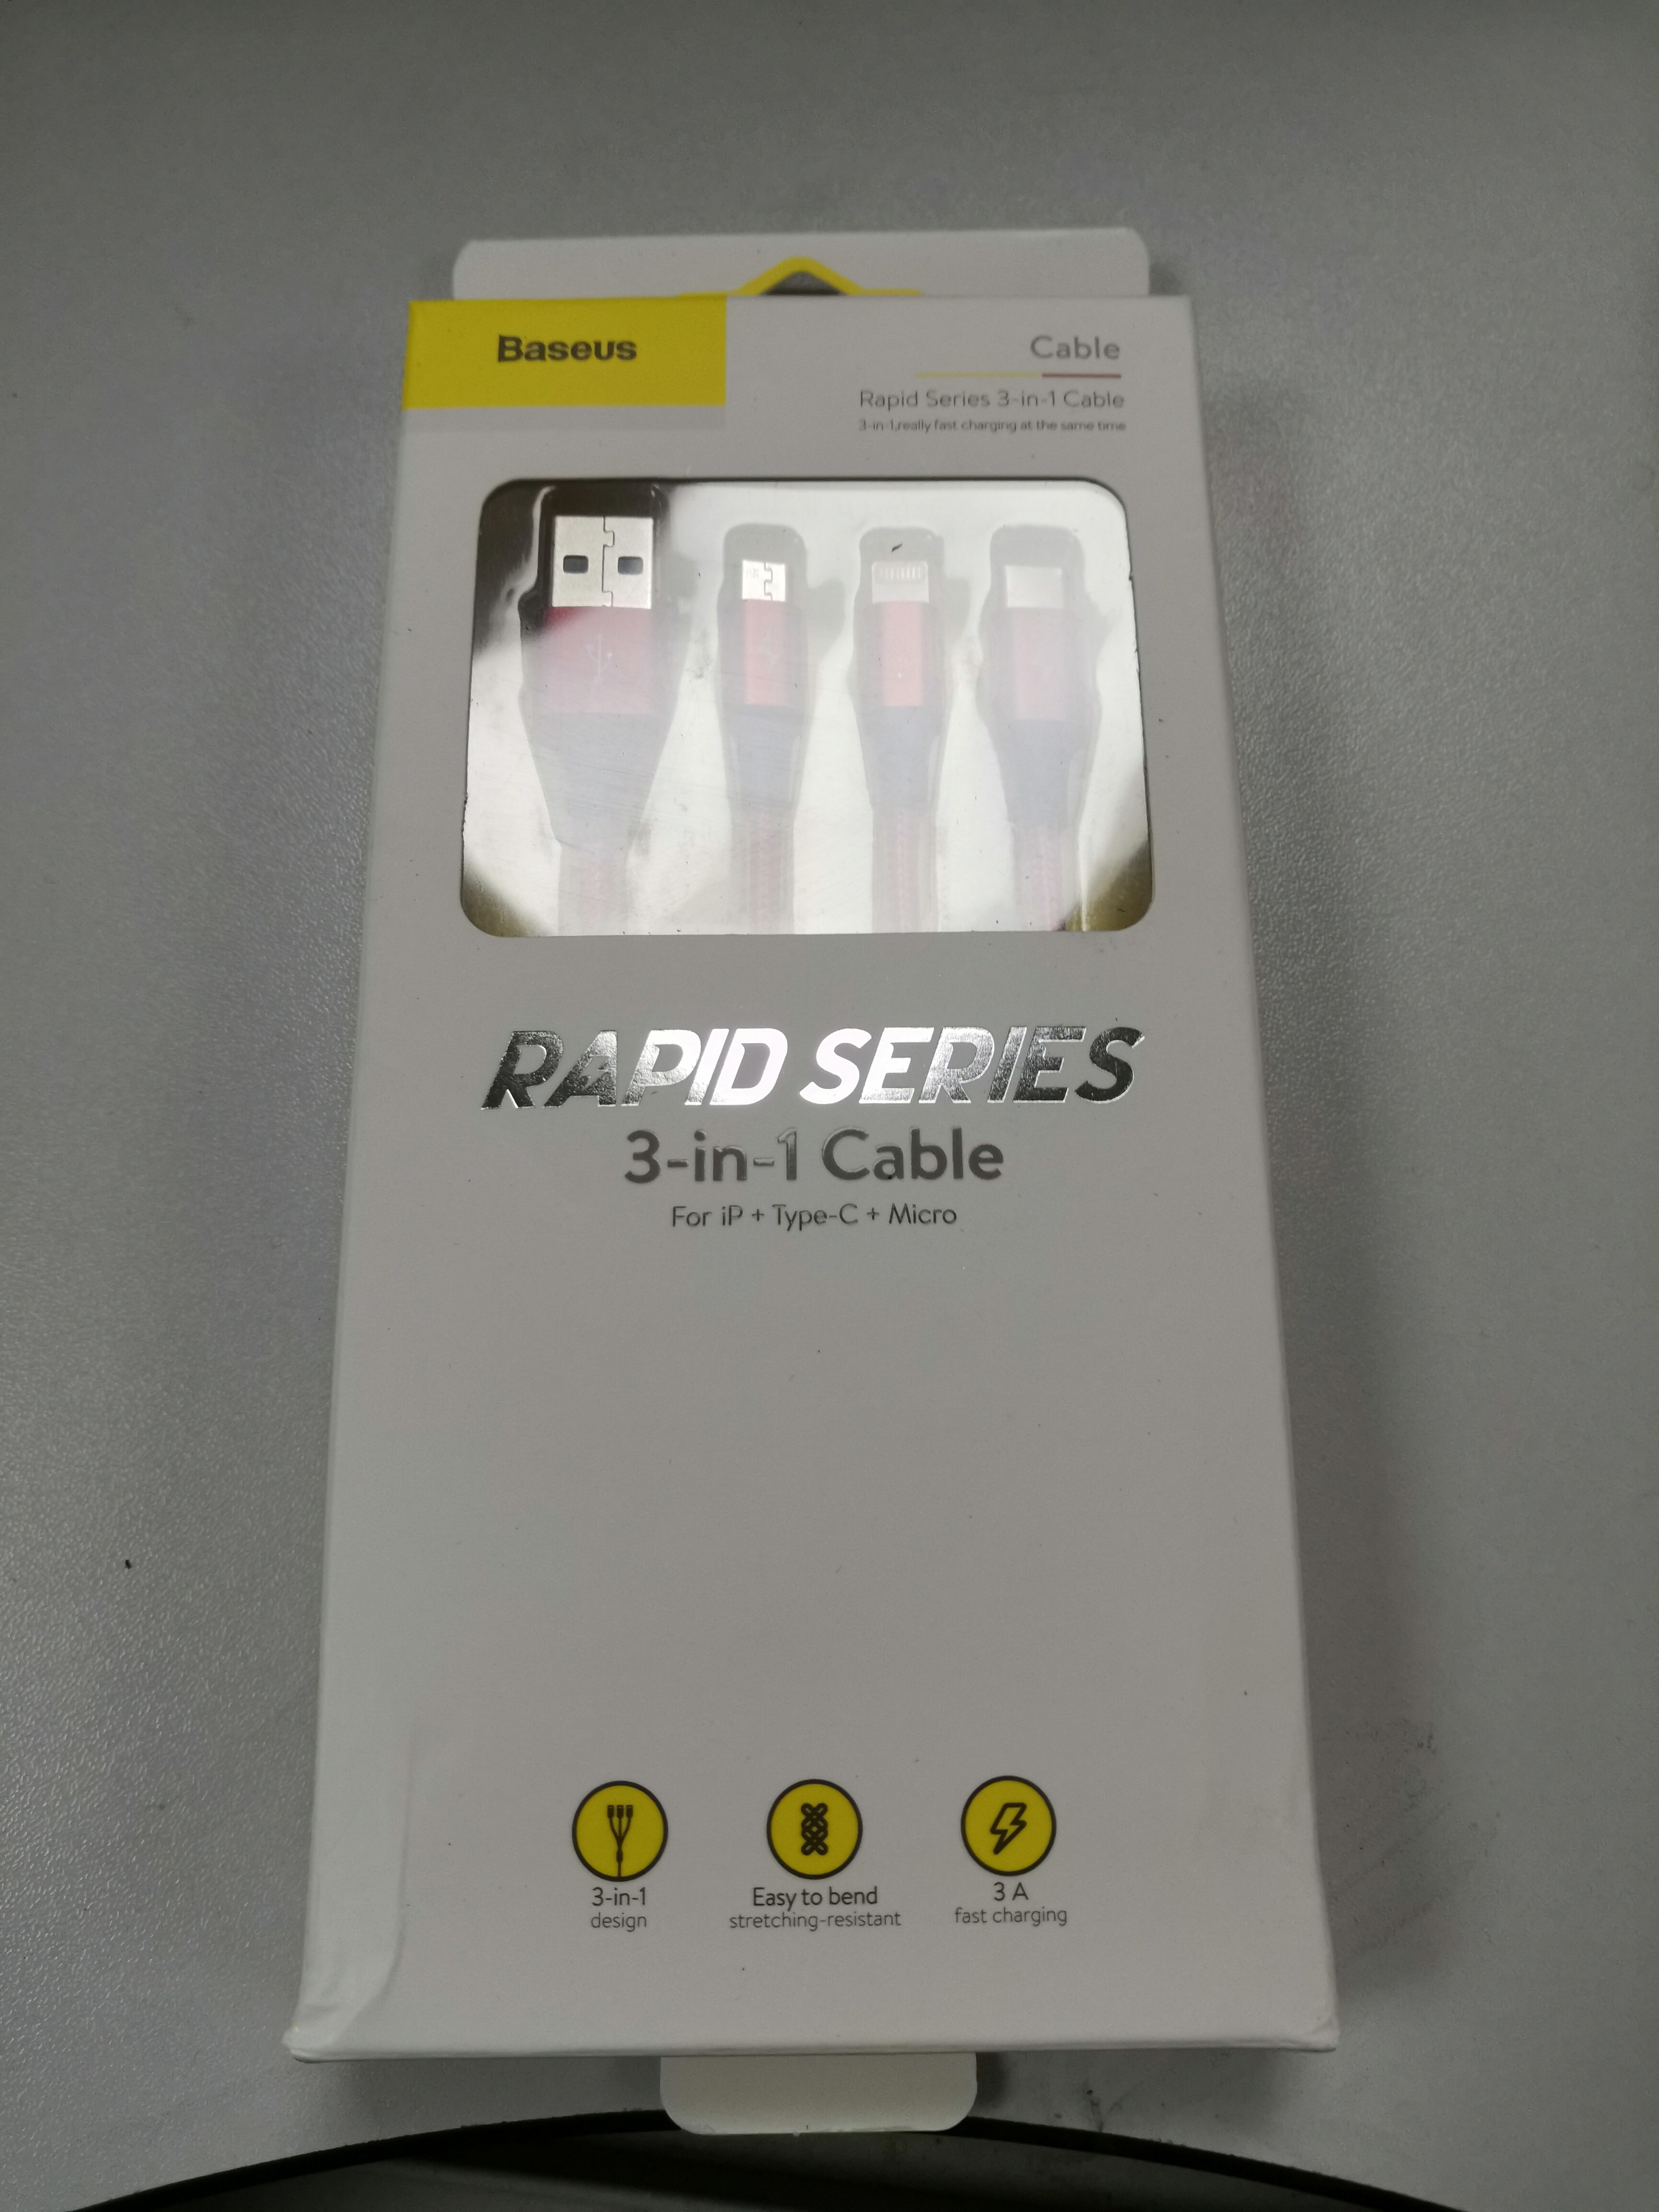 Baseus
Cable
Rapid Series 3-in-1 Cable
3-in-1,really fast charging at the same time
RAPID SERIES
3-in-1 Cable
For iP + Type-C + Micro
3-in-1
design
Easy to bend
stretching-resistant
3 A
fast charging